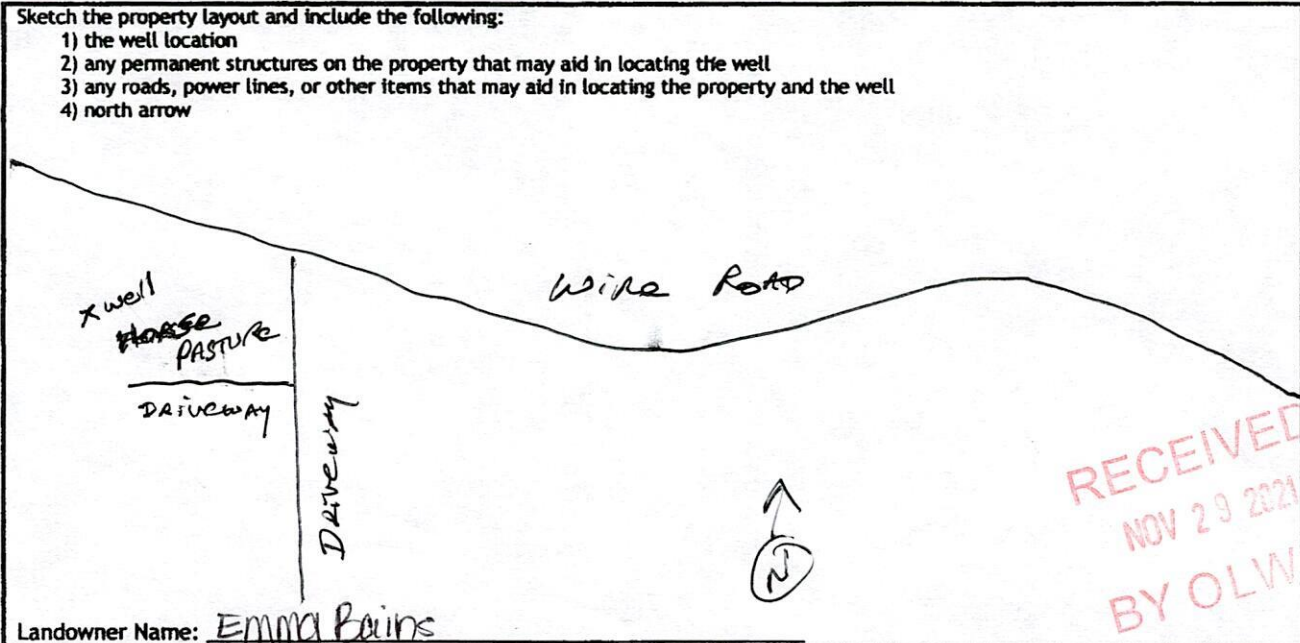 Sketch the property layout and include the following:
1) the well location
2) any permanent structures on the property that may aid in locating the well
3) any roads, power lines, or other items that may aid in locating the property and the well
4) north arrow
Wire Road
x well
HORSE
PASTURE
DRIVEWAY
Driveway
N
RECEIVED
NOV 29 2021
BY OLW
Landowner Name: Emma Bains